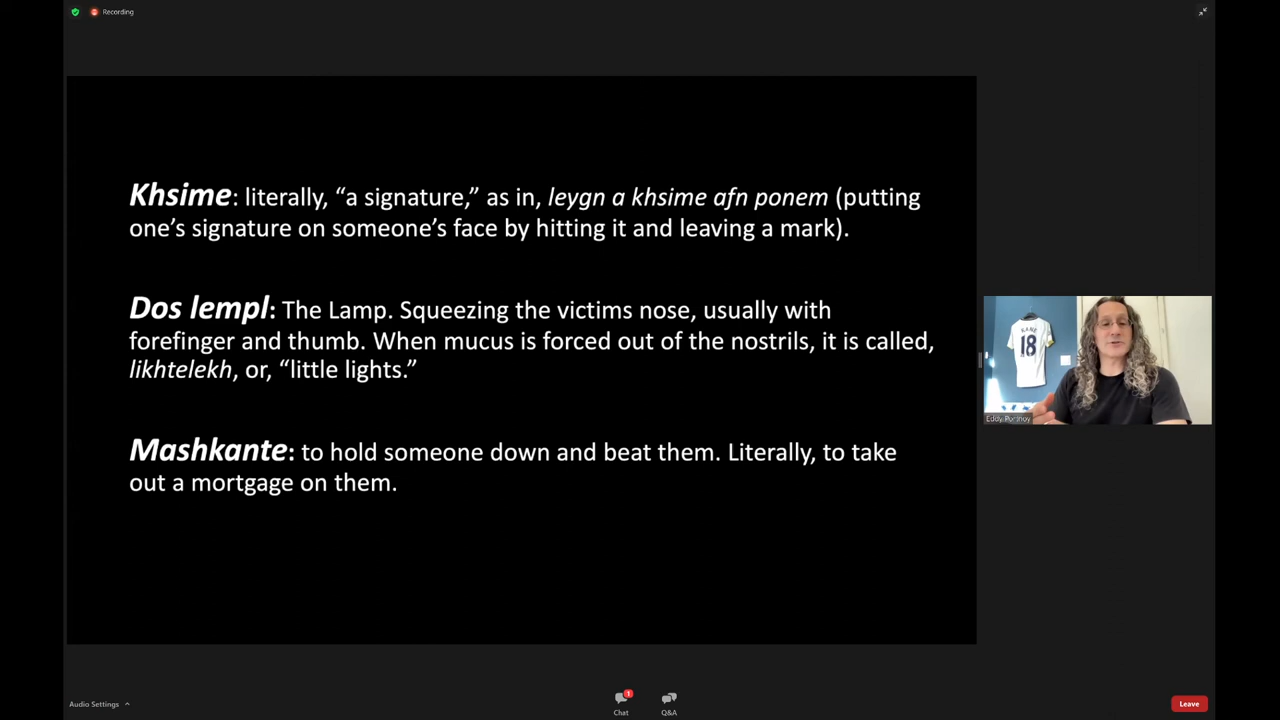 Recording
Khsime: literally, “a signature,” as in, leygn a khsime afn ponem (putting
one’s signature on someone’s face by hitting it and leaving a mark).
Dos lempl: The Lamp. Squeezing the victims nose, usually with
forefinger and thumb. When mucus is forced out of the nostrils, it is called,
likhtelekh, or, “little lights.”
Mashkante: to hold someone down and beat them. Literally, to take
out a mortgage on them.
KANE
18
Eddy Portnoy
Audio Settings
1
Chat
Q&A
Leave